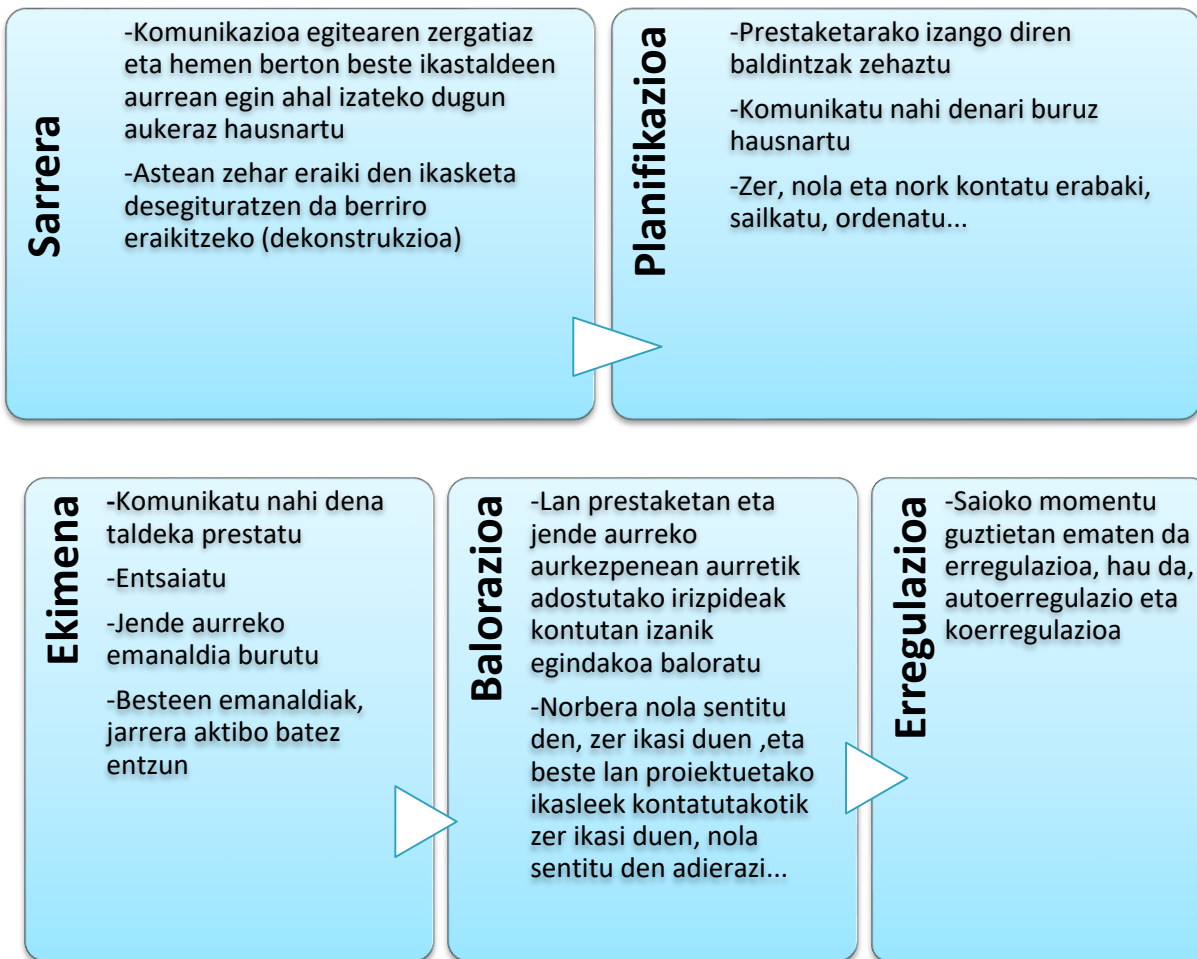 Sarrera
-Komunikazioa egitearen zergatiaz
eta hemen berton beste ikastaldeen
aurrean egin ahal izateko dugun
aukeraz hausnartu
-Astean zehar eraiki den ikasketa
desegituratzen da berriro
eraikitzeko (dekonstrukzioa)
Planifikazioa
-Prestaketarako izango diren
baldintzak zehaztu
-Komunikatu nahi denari buruz
hausnartu
-Zer, nola eta nork kontatu erabaki,
sailkatu, ordenatu...
Ekimena
-Komunikatu nahi dena
taldeka prestatu
-Entsaiatu
-Jende aurreko
emanaldia burutu
-Besteen emanaldiak,
jarrera aktibo batez
entzun
Balorazioa
-Lan prestaketan eta
jende aurreko
aurkezpenean aurretik
adostutako irizpideak
kontutan izanik
egindakoa baloratu
-Norbera nola sentitu
den, zer ikasi duen ,eta
beste lan proiektuetako
ikasleek kontatutakotik
zer ikasi duen, nola
sentitu den adierazi...
Erregulazioa
-Saioko momentu
guztietan ematen da
erregulazioa, hau da,
autoerregulazio eta
koerregulazioa